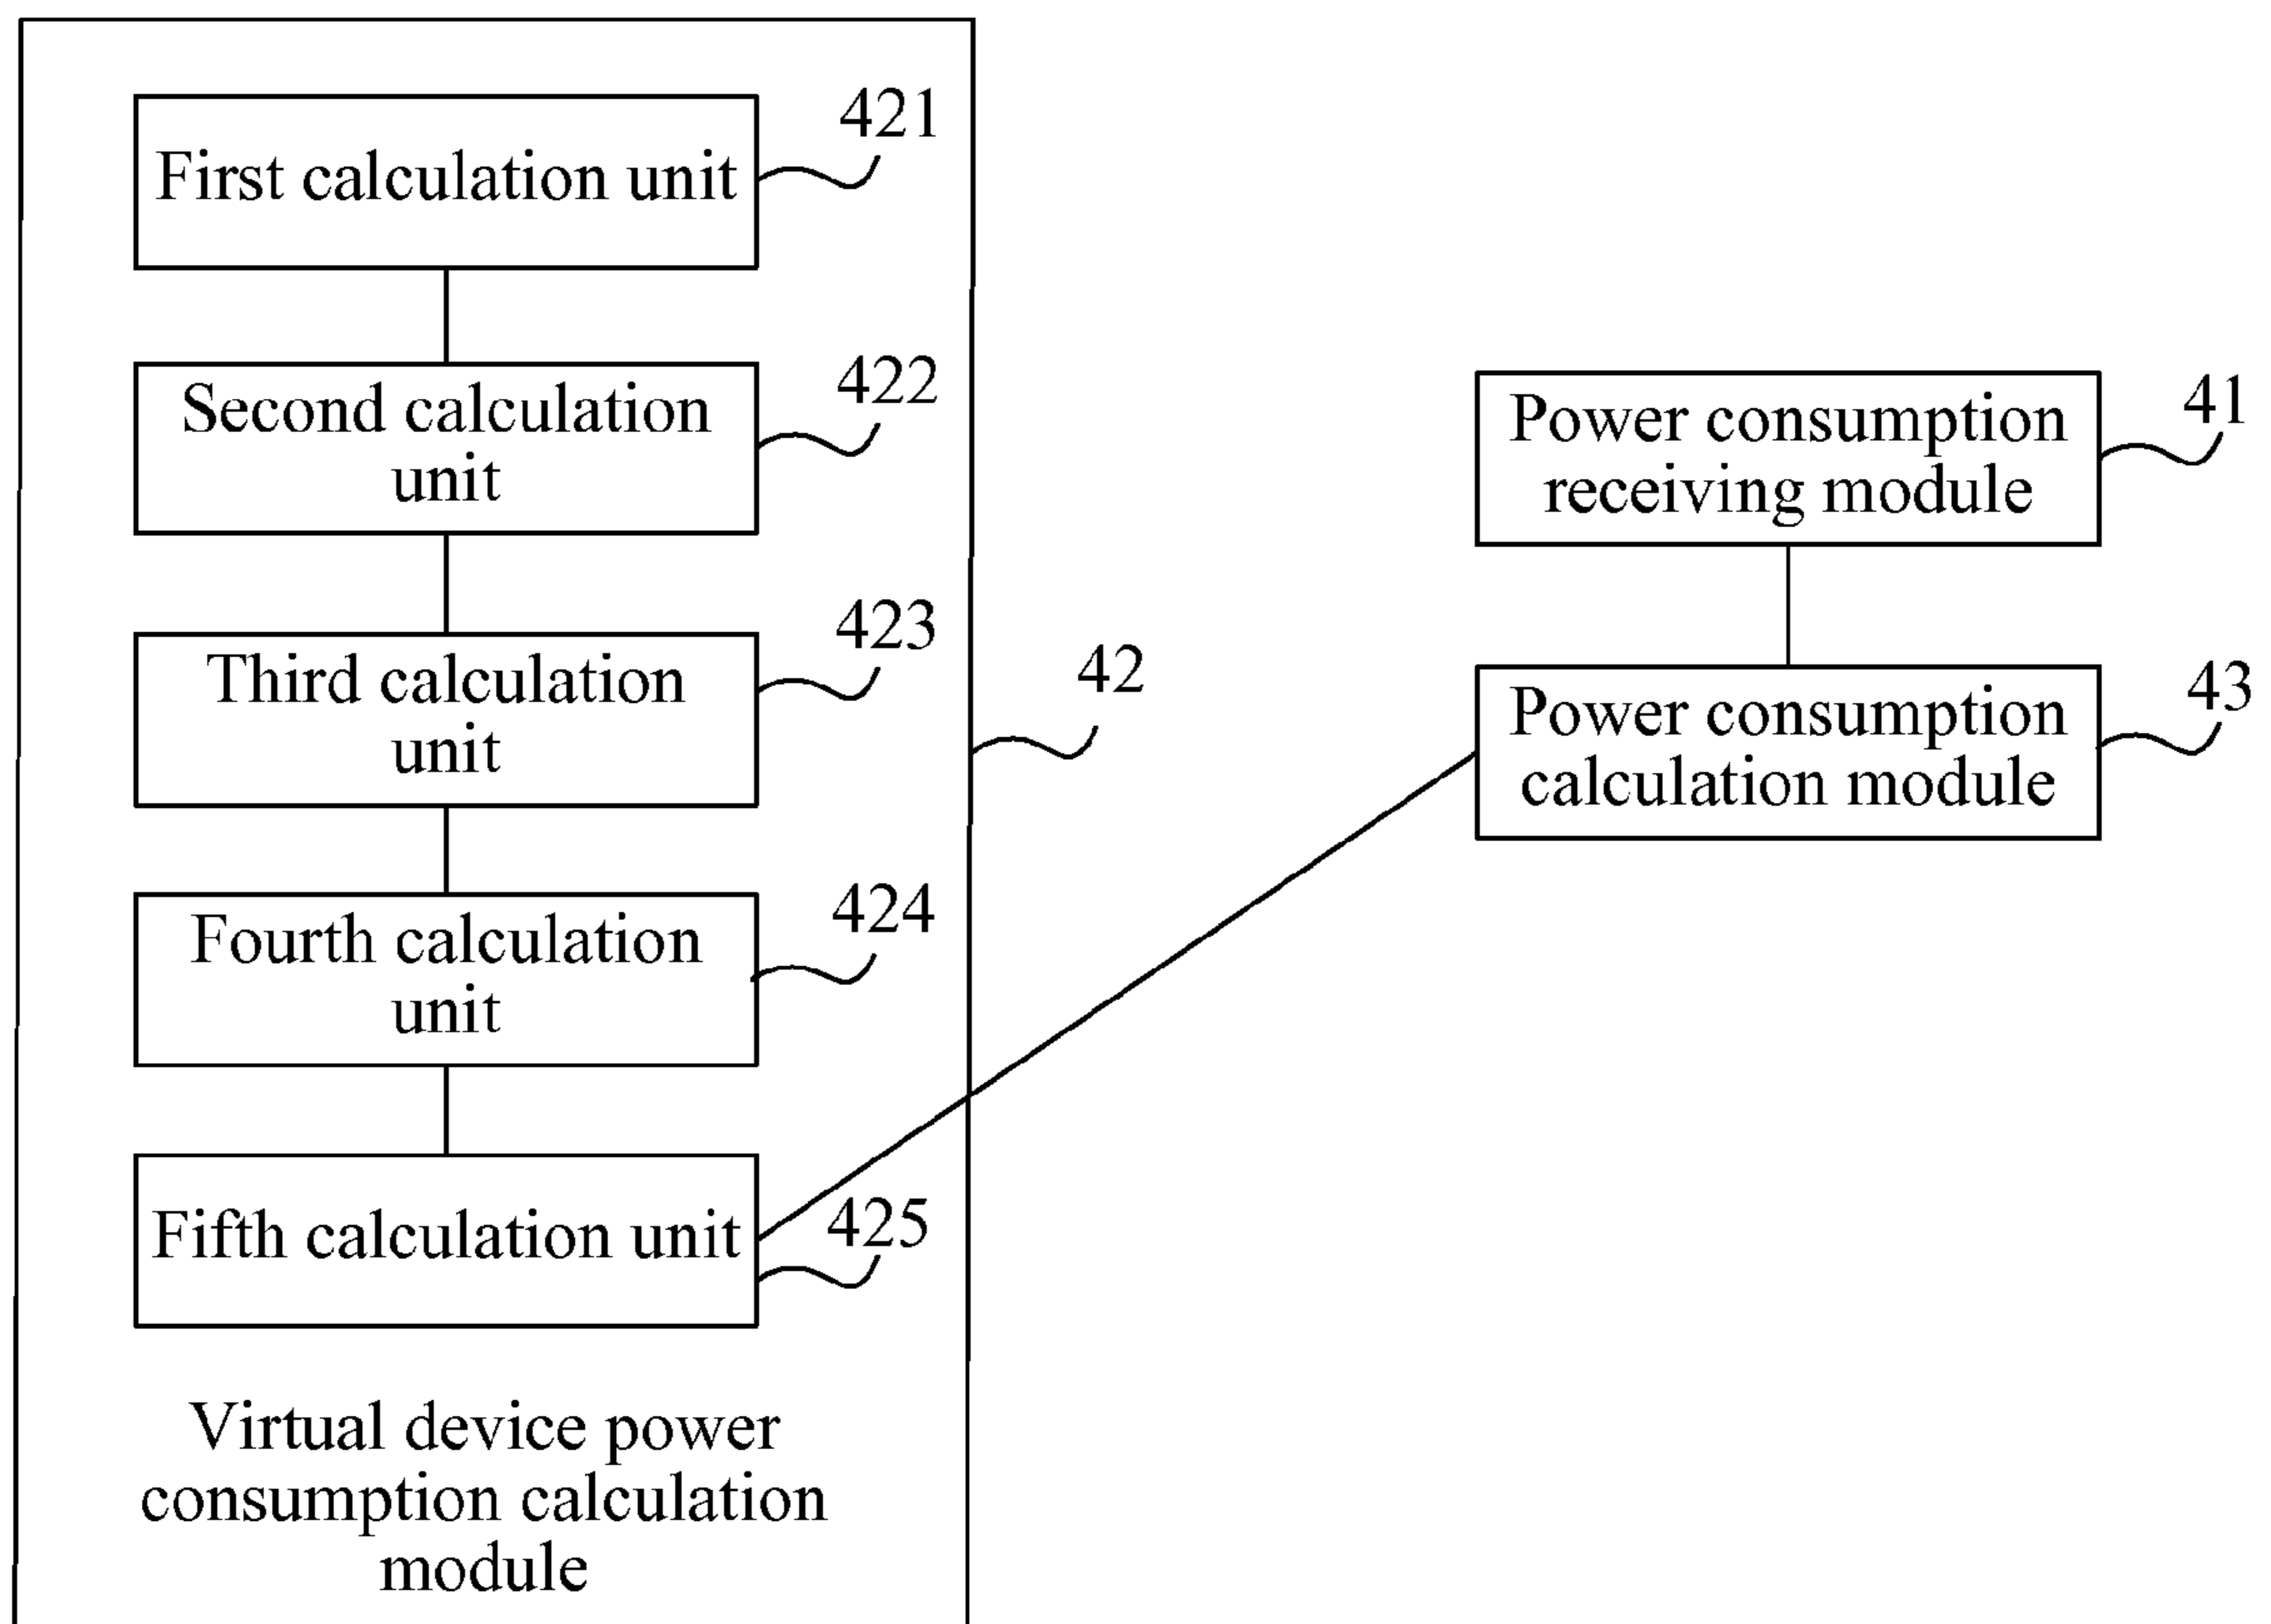 421
First calculation unit
422
Second calculation
unit
423
Third calculation
unit
424
Fourth calculation
unit
425
Fifth calculation unit
Virtual device power
consumption calculation
module
42
41
Power consumption
receiving module
43
Power consumption
calculation module